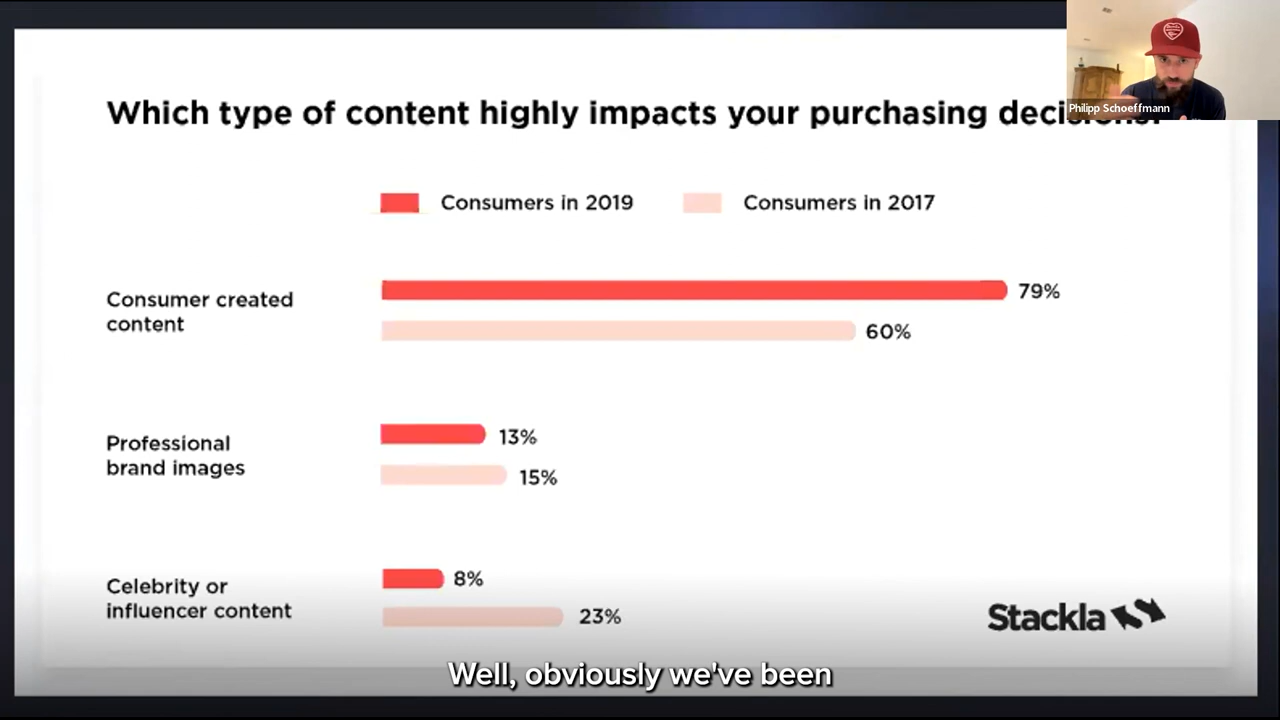 Which type of content highly impacts your purchasing decisions?
Philipp Schoeffmann
Consumers in 2019
Consumers in 2017
Consumer created
content
79%
60%
Professional
brand images
13%
15%
Celebrity or
influencer content
8%
23%
Stackla
Well, obviously we've been